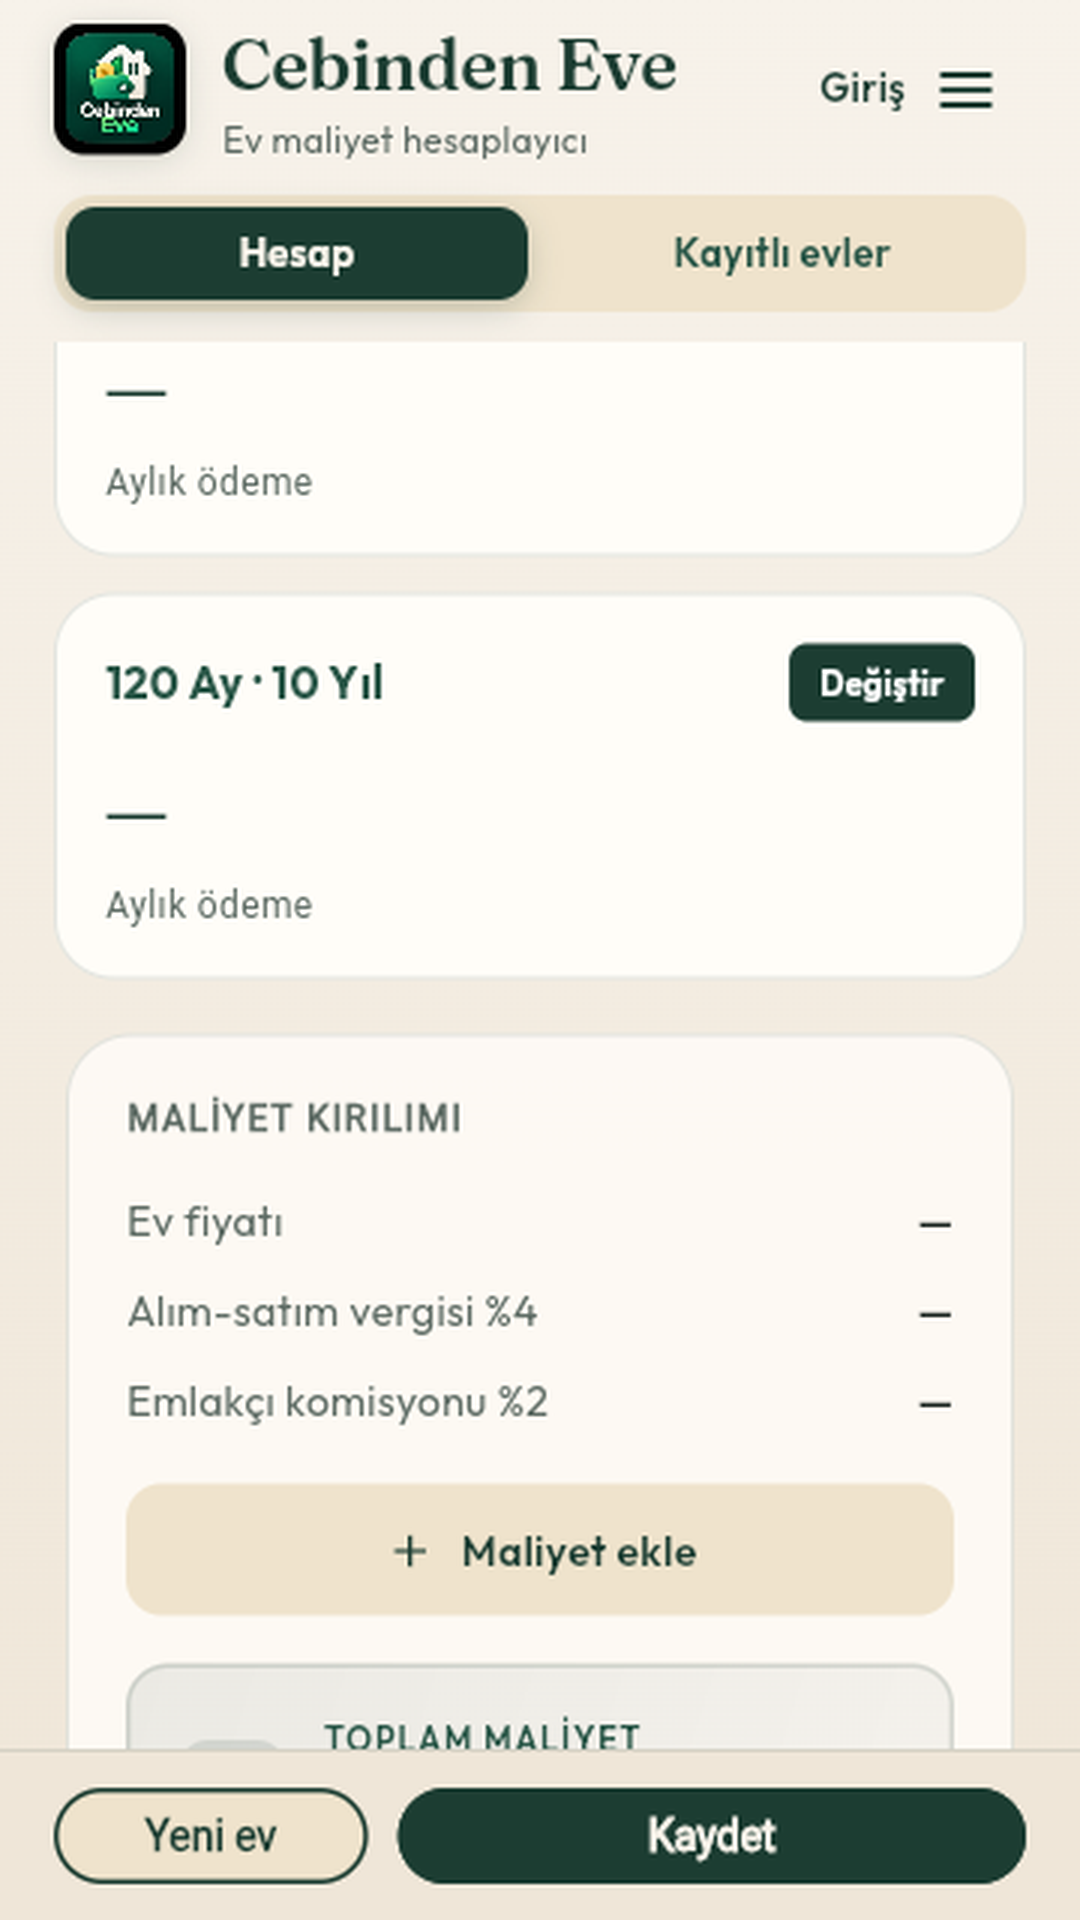 Cebinden
Eve
Cebinden Eve
Ev maliyet hesaplayıcı
Giriş
Hesap
Kayıtlı evler
—
Aylık ödeme
120 Ay · 10 Yıl
Değiştir
—
Aylık ödeme
MALİYET KIRILIMI
Ev fiyatı —
Alım-satım vergisi %4 —
Emlakçı komisyonu %2 —
+ Maliyet ekle
TOPLAM MALİYET
Yeni ev
Kaydet